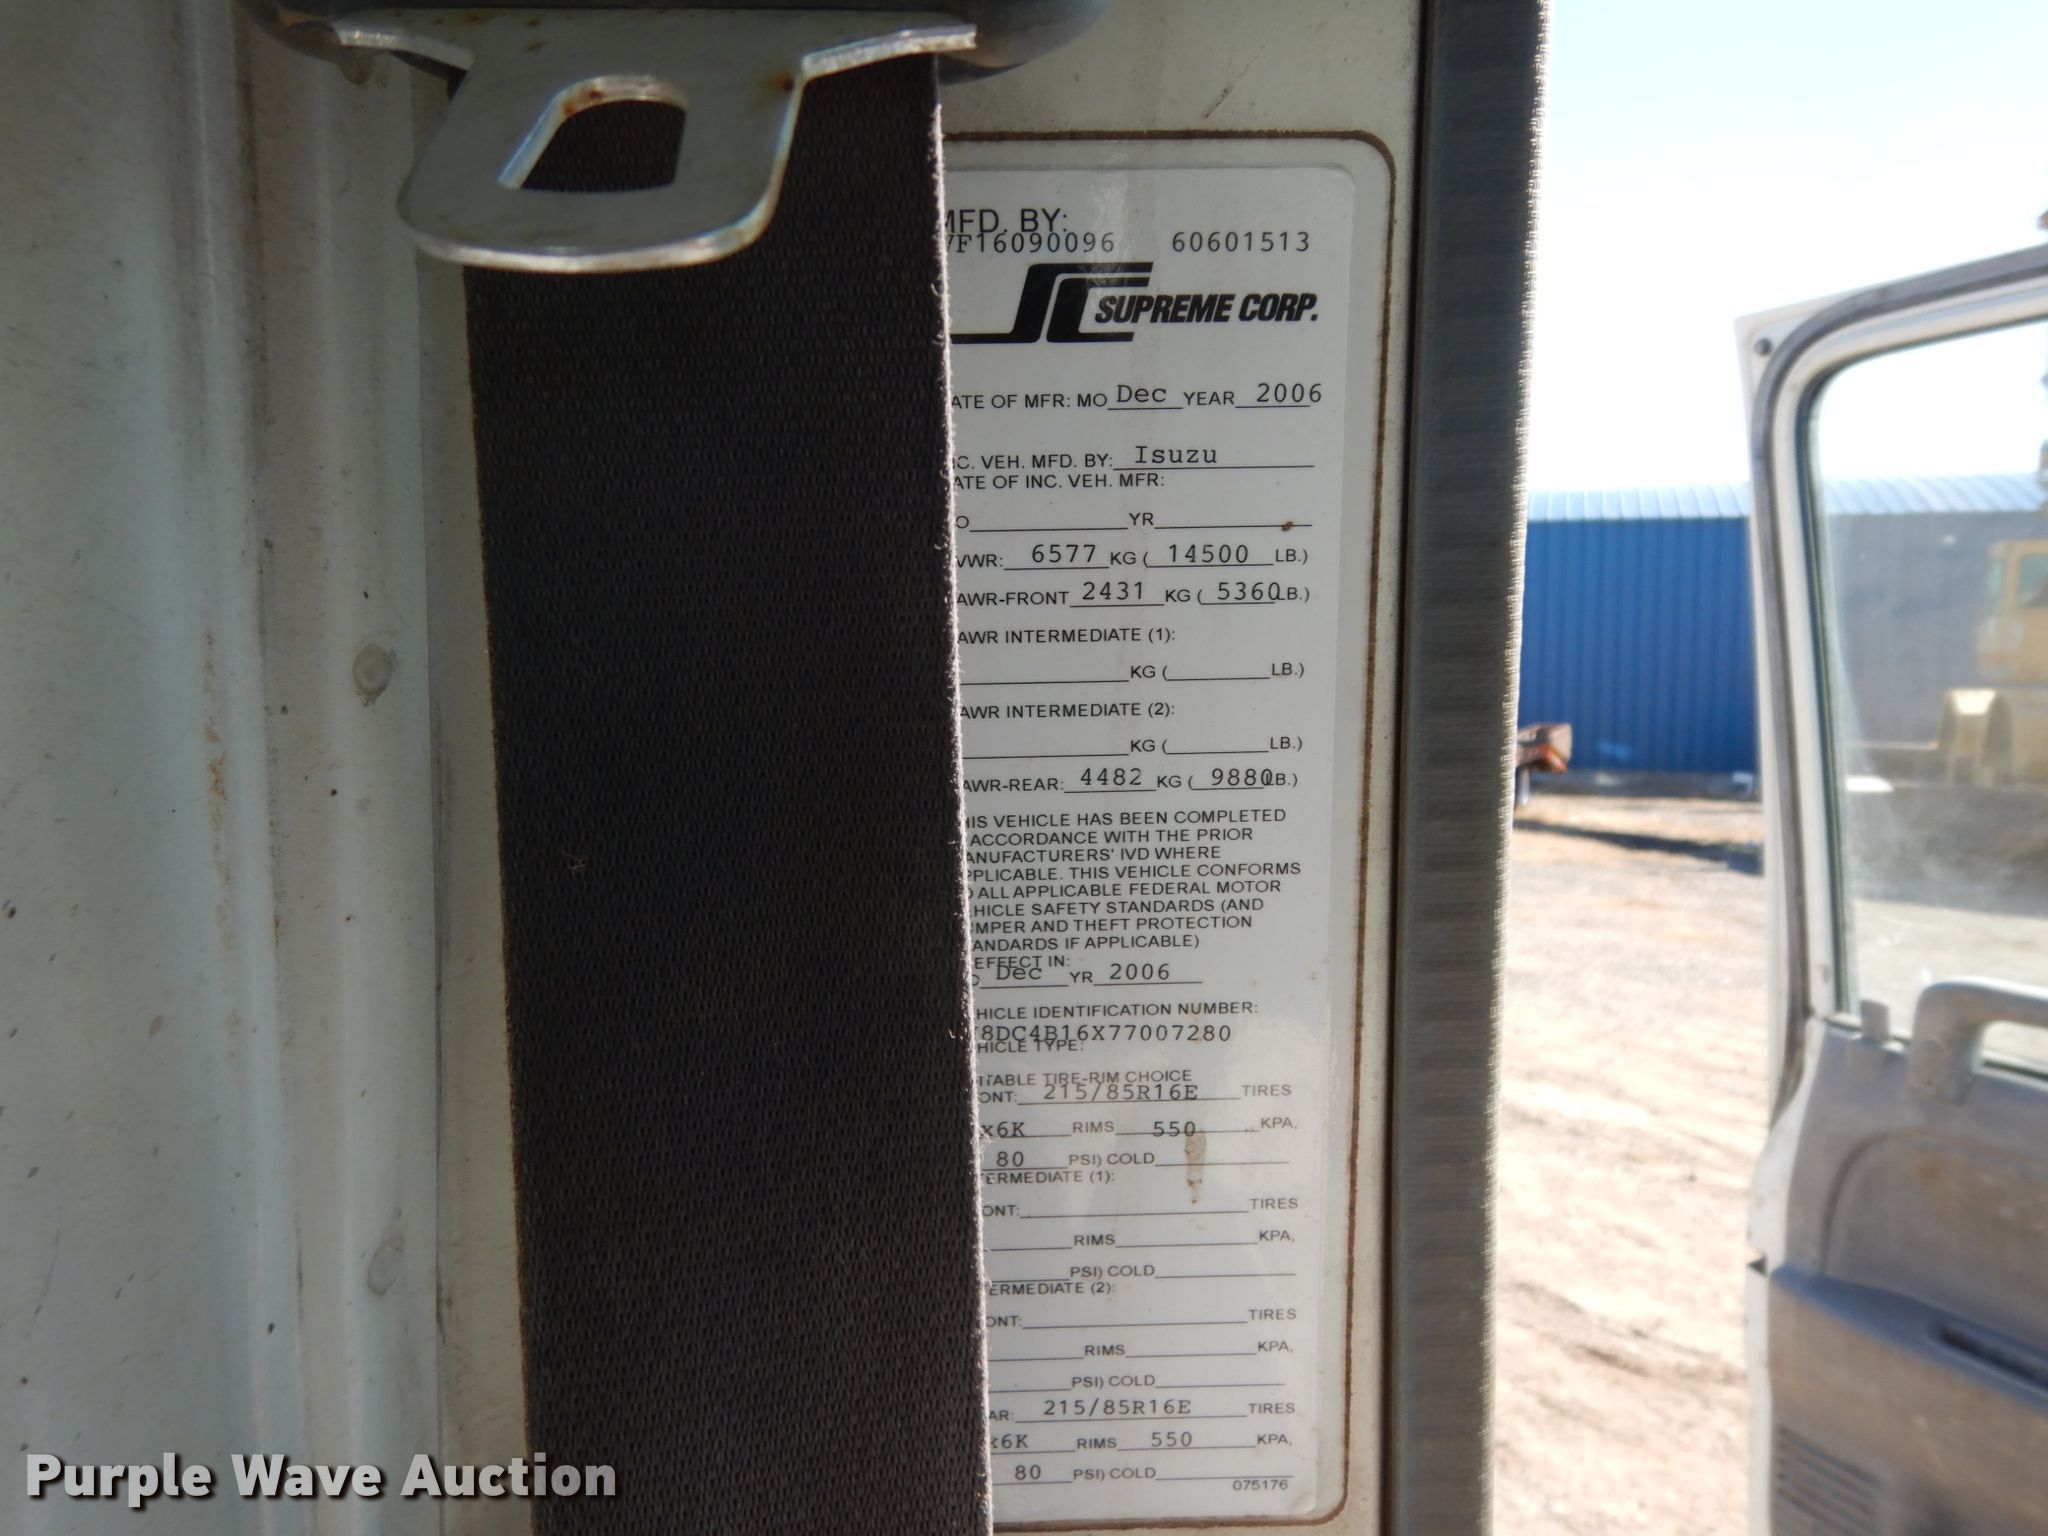 MFD. BY:
VF16090096 60601513
SUPREME CORP.
ATE OF MFR: MO Dec YEAR 2006
C. VEH. MFD. BY: Isuzu
ATE OF INC. VEH. MFR:
O YR
VWR: 6577 KG ( 14500 LB.)
AWR-FRONT 2431 KG ( 5360 LB.)
AWR INTERMEDIATE (1):
KG ( LB.)
AWR INTERMEDIATE (2):
KG ( LB.)
AWR-REAR: 4482 KG ( 9880 LB.)
HIS VEHICLE HAS BEEN COMPLETED
ACCORDANCE WITH THE PRIOR
ANUFACTURERS' IVD WHERE
PPLICABLE. THIS VEHICLE CONFORMS
O ALL APPLICABLE FEDERAL MOTOR
EHICLE SAFETY STANDARDS (AND
UMPER AND THEFT PROTECTION
ANDARDS IF APPLICABLE)
EFFECT IN:
O Dec YR 2006
HICLE IDENTIFICATION NUMBER:
8DC4B16X77007280
HICLE TYPE:
ITABLE TIRE-RIM CHOICE
ONT: 215/85R16E TIRES
x6K RIMS 550 KPA,
80 PSI) COLD
TERMEDIATE (1):
ONT: TIRES
RIMS KPA,
PSI) COLD
ERMEDIATE (2):
ONT: TIRES
RIMS KPA,
PSI) COLD
AR: 215/85R16E TIRES
x6K RIMS 550 KPA,
80 PSI) COLD
075176
Purple Wave Auction